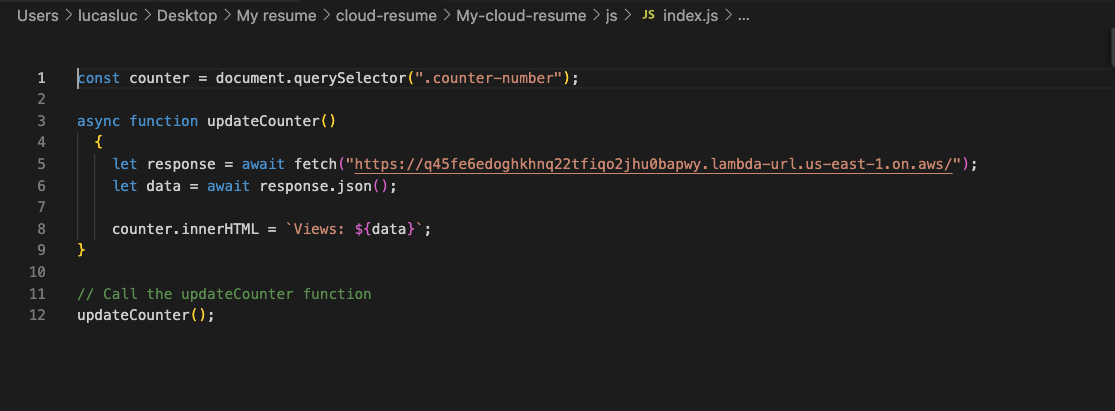 Users > lucasluc > Desktop > My resume > cloud-resume > My-cloud-resume > js > JS index.js > ...
1 const counter = document.querySelector(".counter-number");
2
3 async function updateCounter()
4 {
5 let response = await fetch("https://q45fe6edoghkhnq22tfiqo2jhu0bapwy.lambda-url.us-east-1.on.aws/");
6 let data = await response.json();
7
8 counter.innerHTML = `Views: ${data}`;
9 }
10
11 // Call the updateCounter function
12 updateCounter();